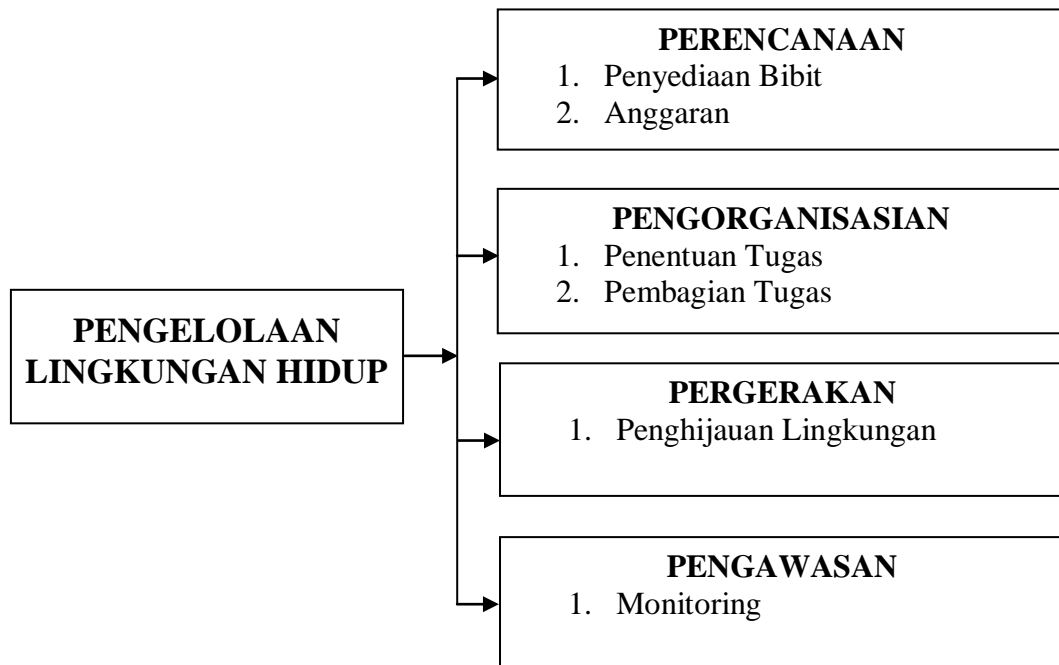 PERENCANAAN
1. Penyediaan Bibit
2. Anggaran
PENGORGANISASIAN
1. Penentuan Tugas
2. Pembagian Tugas
PENGELOLAAN
LINGKUNGAN HIDUP
PERGERAKAN
1. Penghijauan Lingkungan
PENGAWASAN
1. Monitoring